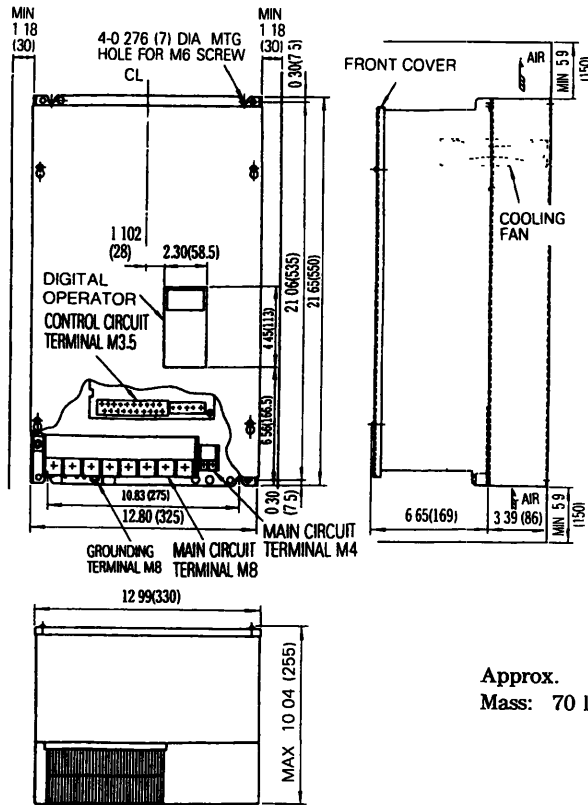 MIN
1 18
(30)
4-0 276 (7) DIA MTG
HOLE FOR M6 SCREW
CL
MIN
1 18
(30)
0.30(7 5)
FRONT COVER
AIR
MIN 5 9
(150)
COOLING
FAN
1 102
(28)
2.30(58.5)
DIGITAL
OPERATOR
CONTROL CIRCUIT
TERMINAL M3.5
4.45(113)
6.56(166.5)
21 06(535)
21 65(550)
10.83 (275)
12.80 (325)
0.30
(7 5)
GROUNDING
TERMINAL M8
MAIN CIRCUIT
TERMINAL M8
MAIN CIRCUIT
TERMINAL M4
6 65(169)
3 39 (86)
AIR
MIN 5 9
(150)
12 99(330)
MAX 10 04 (255)
Approx.
Mass: 70